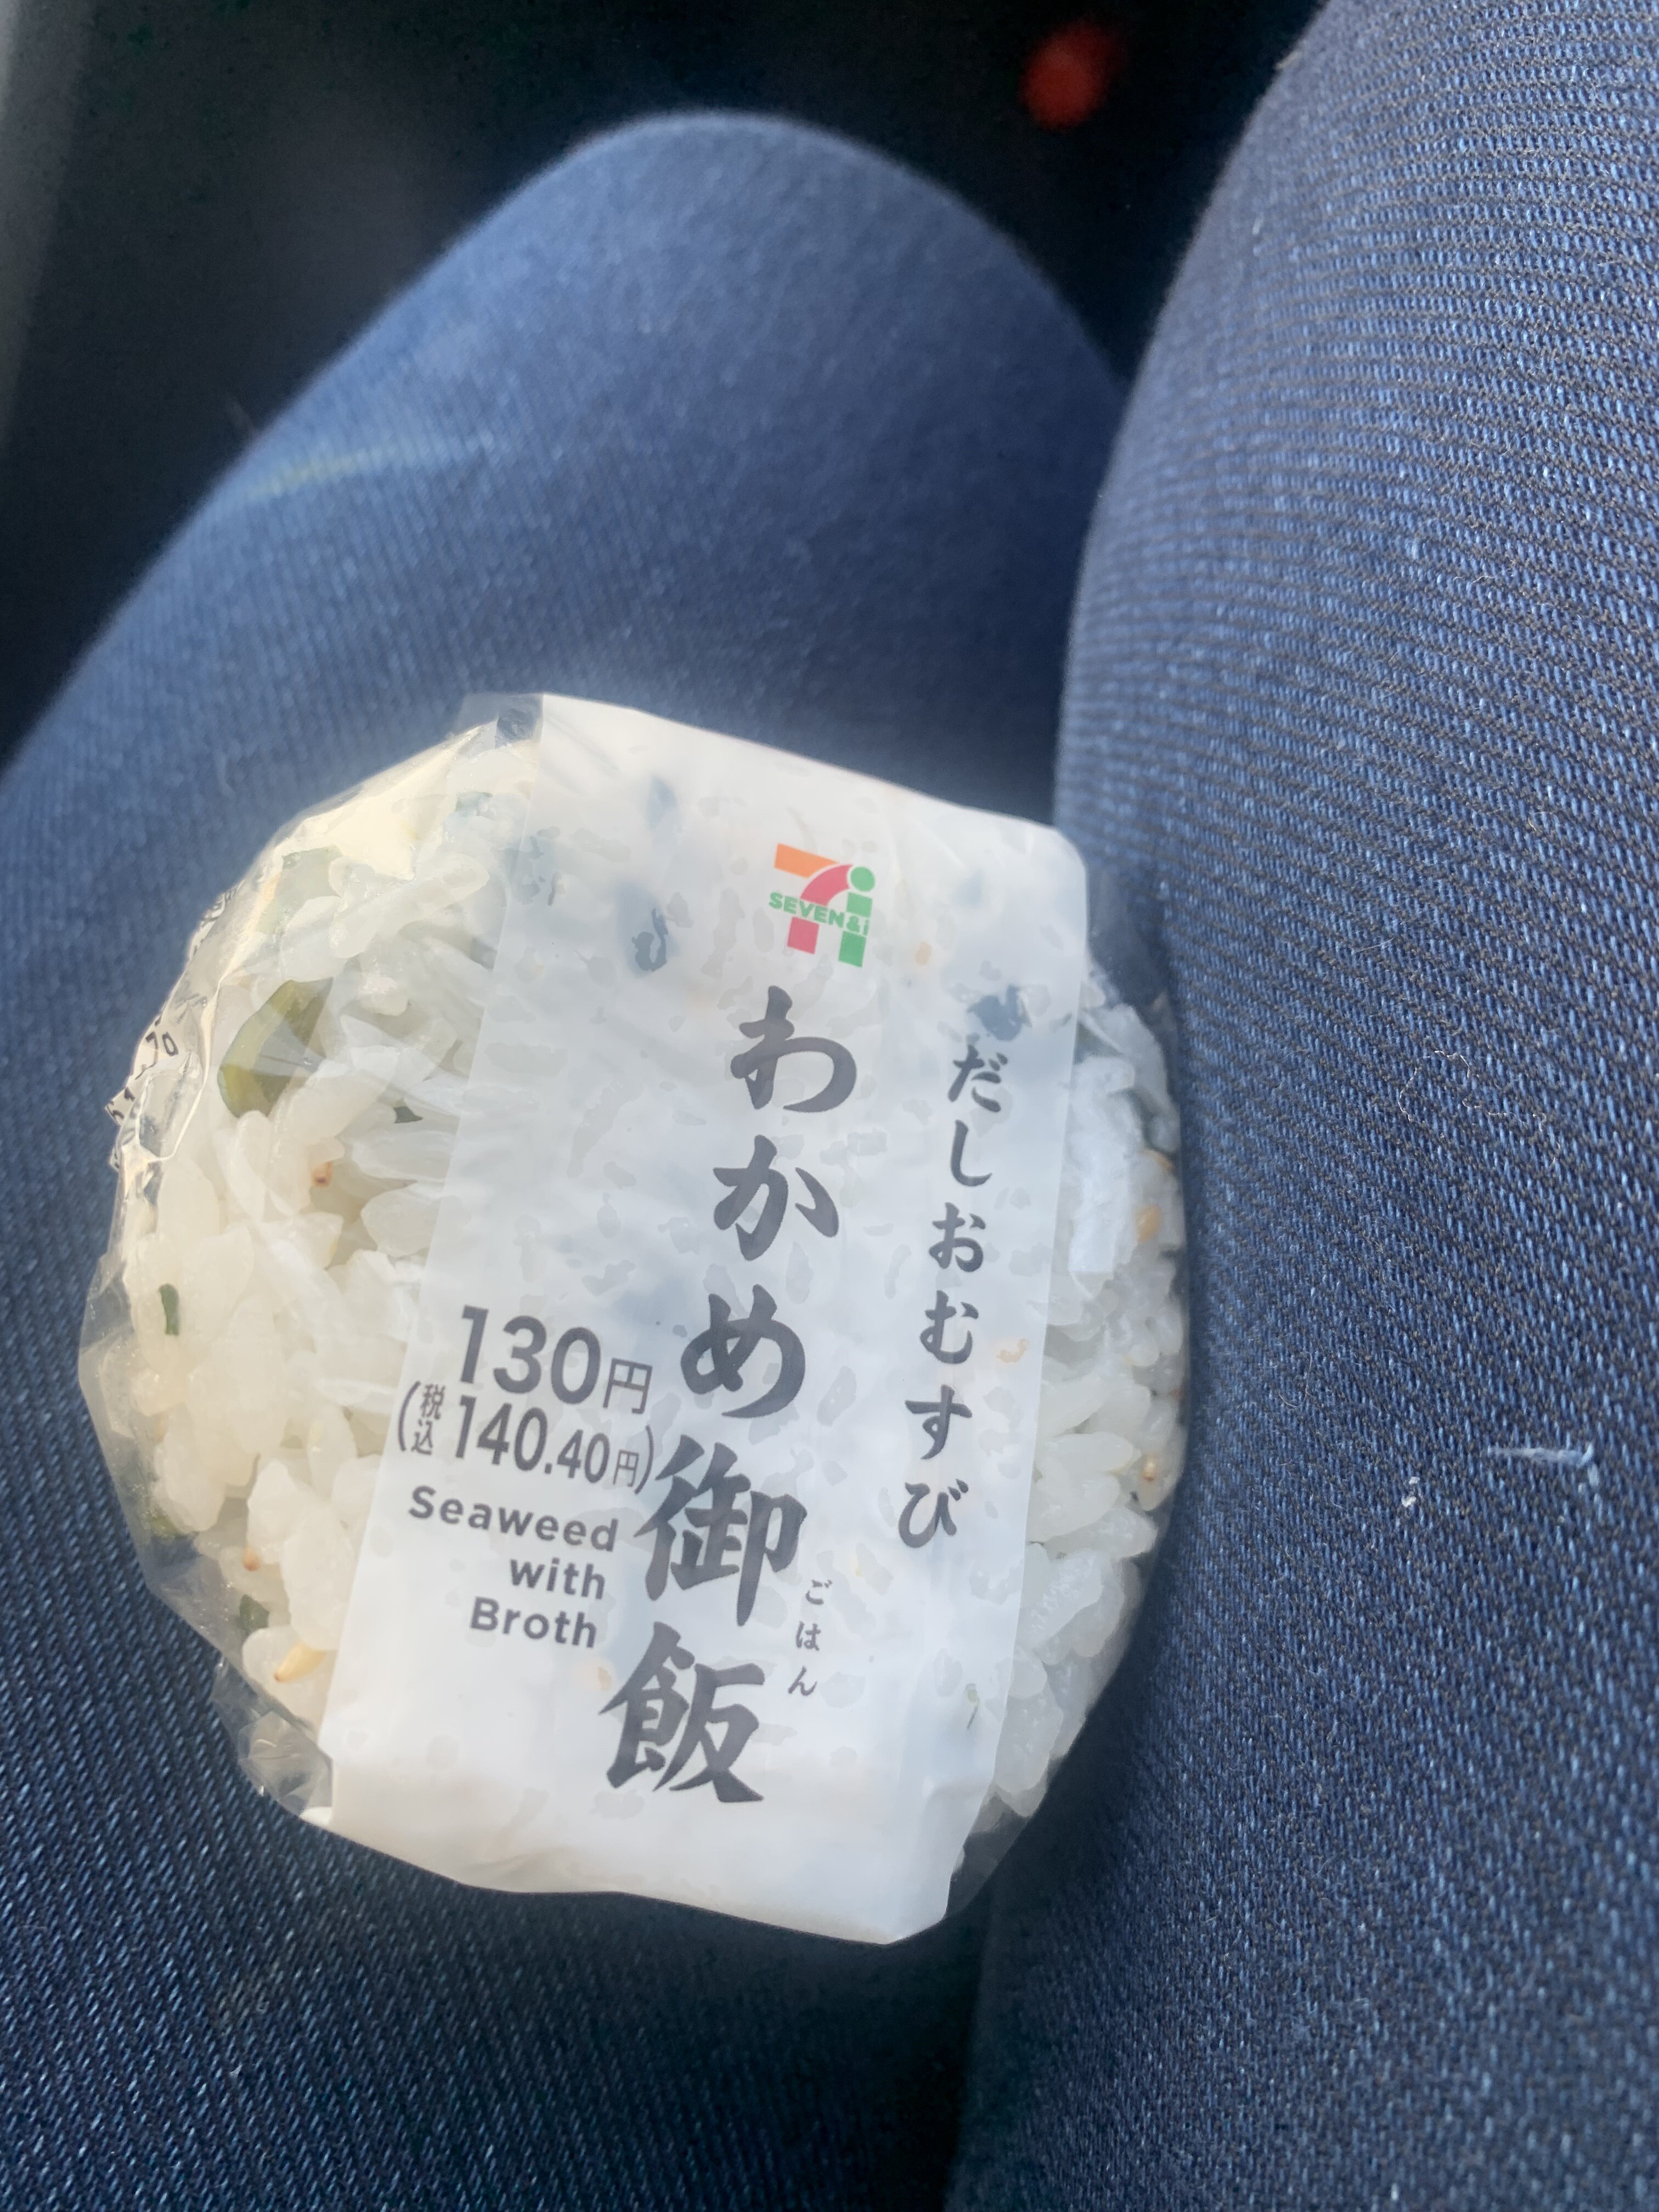 SEVEN&i
だしおむすび
わかめ御飯
ごはん
130円
(税込140.40円)
Seaweed
with
Broth